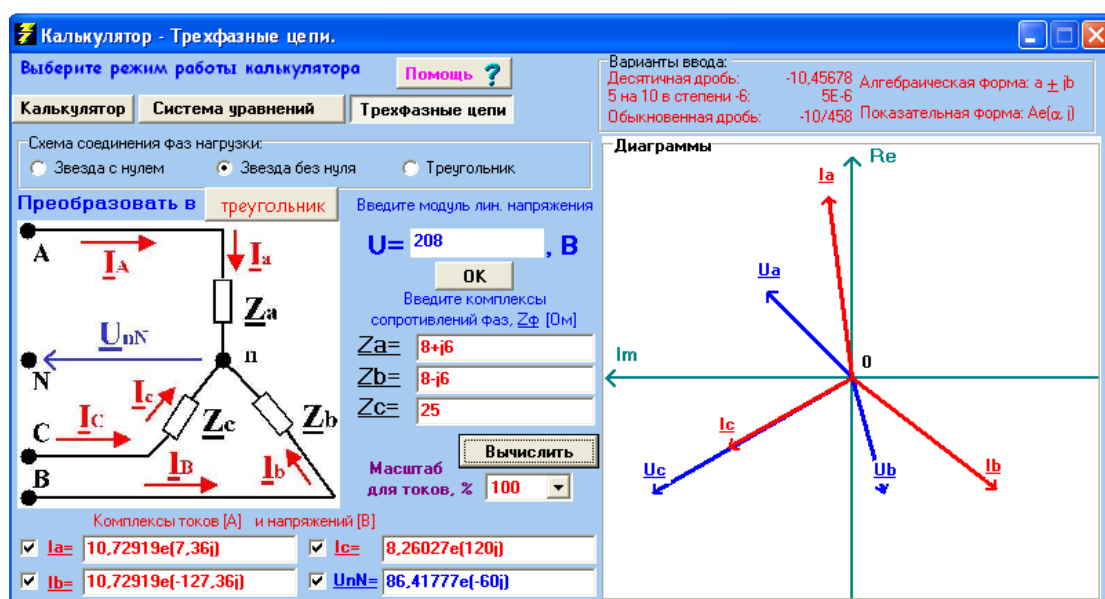 Калькулятор - Трехфазные цепи.
Выберите режим работы калькулятора
Помощь ?
Калькулятор
Система уравнений
Трехфазные цепи
Варианты ввода:
Десятичная дробь: -10,45678
5 на 10 в степени -6: 5E-6
Обыкновенная дробь: -10/458
Алгебраическая форма: a + jb
Показательная форма: Ae(α j)
Схема соединения фаз нагрузки:
Звезда с нулем
Звезда без нуля
Треугольник
Преобразовать в
треугольник
A
IA
Ia
Za
UnN
N
n
Ic
IC
Zc
Zb
C
IB
Ib
B
Введите модуль лин. напряжения
U= 208 , В
OK
Введите комплексы
сопротивлений фаз, Zф [Ом]
Za= 8+j6
Zb= 8-j6
Zc= 25
Вычислить
Масштаб
для токов, % 100
Комплексы токов [А] и напряжений [В]
Ia= 10,72919e(7,36j)
Ic= 8,26027e(120j)
Ib= 10,72919e(-127,36j)
UnN= 86,41777e(-60j)
Диаграммы
Re
Ia
Ua
Im
0
Ic
Uc
Ub
Ib